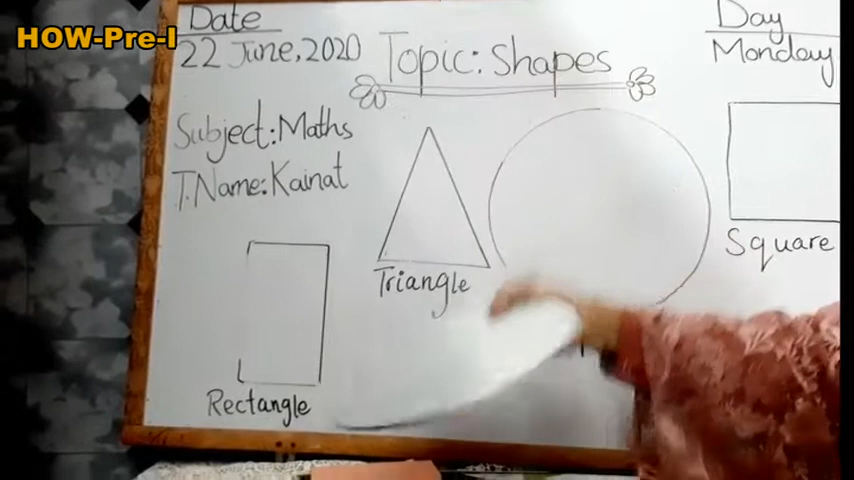 HOW-Pre-I
Date
22 June, 2020
Topic: Shapes
Day
Monday
Subject: Maths
T.Name: Kainat
Triangle
Square
Rectangle